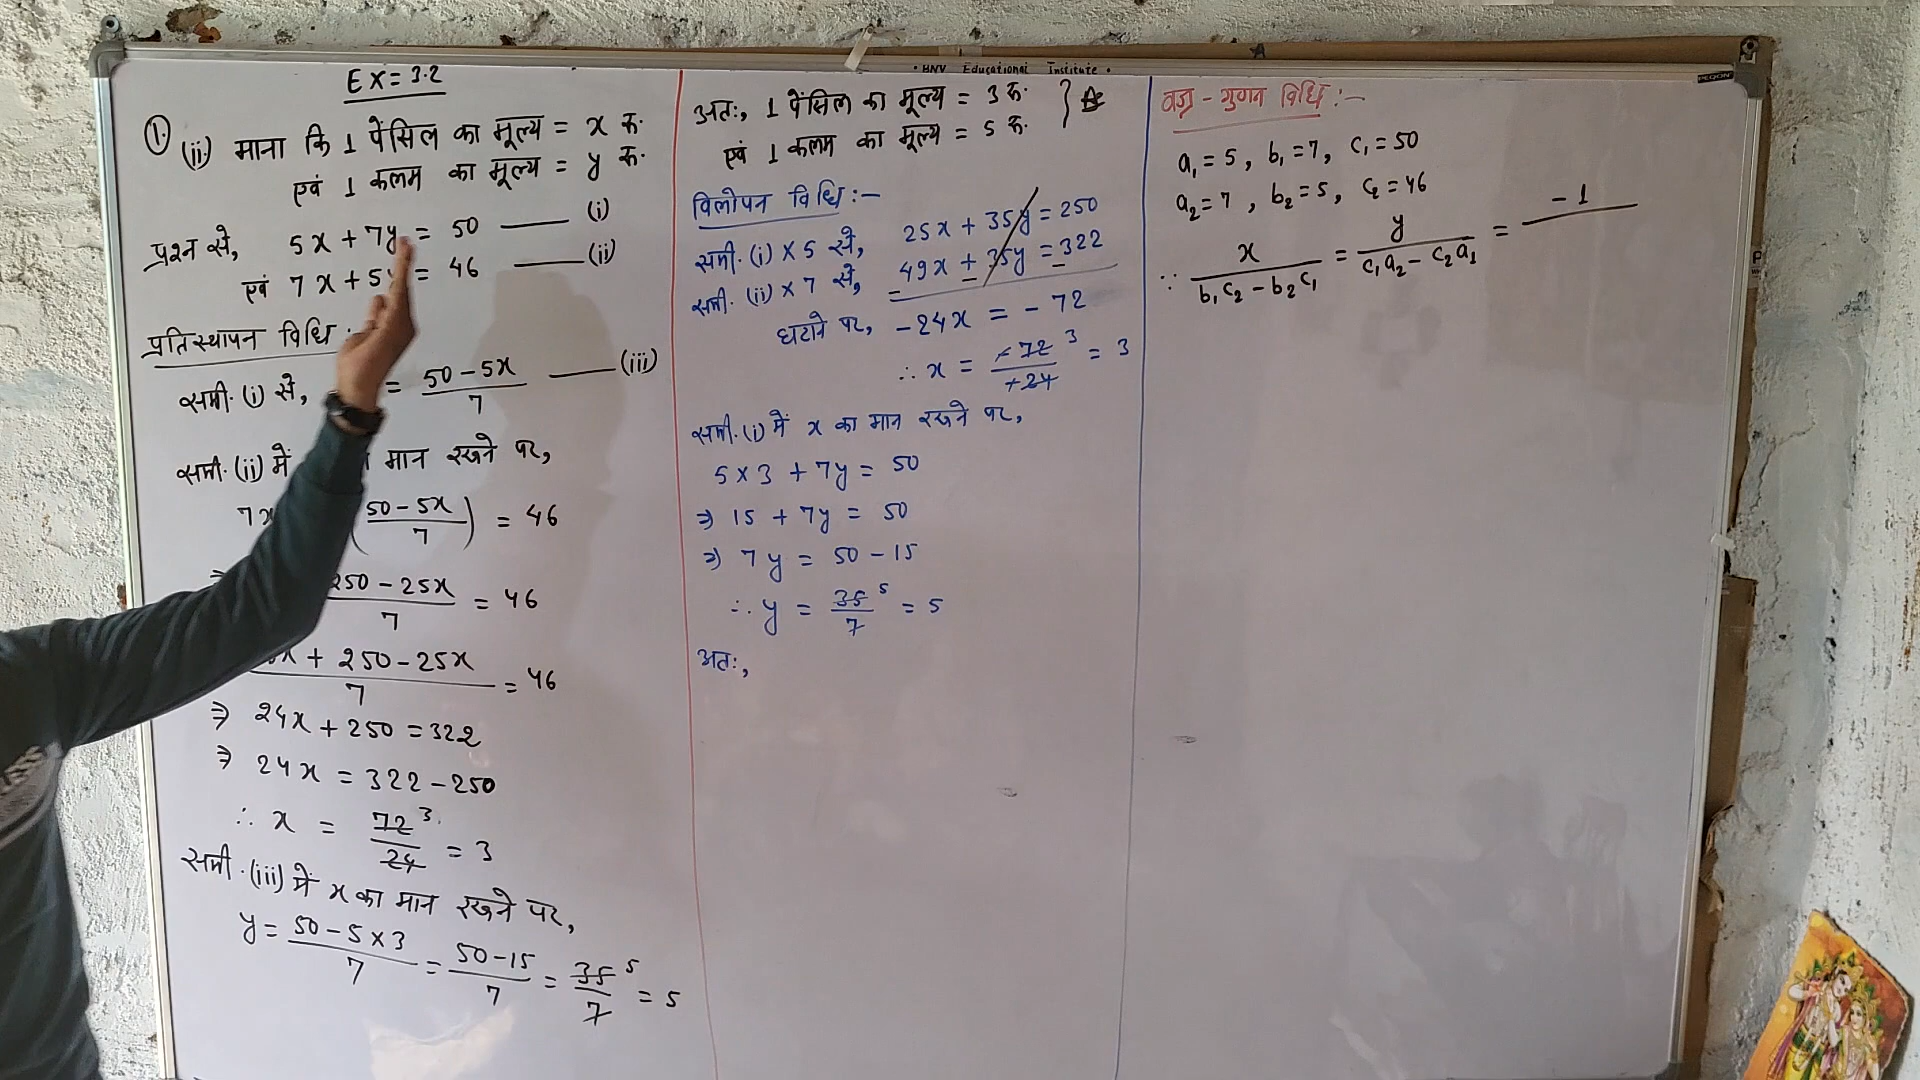 • BNV Educational Institute •
EX = 3.2
①. (ii) माना कि 1 पेंसिल का मूल्य = x रु.
एवं 1 कलम का मूल्य = y रु.
प्रश्न से, 5x + 7y = 50 —— (i)
एवं 7x + 5y = 46 —— (ii)
प्रतिस्थापन विधि :-
समी. (i) से, = 50 - 5x / 7 —— (iii)
समी. (ii) में मान रखने पर,
7x (50 - 5x / 7) = 46
250 - 25x / 7 = 46
x + 250 - 25x / 7 = 46
⇒ 24x + 250 = 322
⇒ 24x = 322 - 250
∴ x = 72 3 / 24 = 3
समी. (iii) में x का मान रखने पर,
y = 50 - 5 × 3 / 7 = 50 - 15 / 7 = 35 5 / 7 = 5
अतः, 1 पेंसिल का मूल्य = 3 रु.
एवं 1 कलम का मूल्य = 5 रु.
विलोपन विधि :-
समी. (i) × 5 से, 25x + 35y = 250
समी. (ii) × 7 से, 49x + 35y = 322
घटाने पर, -24x = -72
∴ x = -72 3 / -24 = 3
समी. (i) में x का मान रखने पर,
5 × 3 + 7y = 50
⇒ 15 + 7y = 50
⇒ 7y = 50 - 15
∴ y = 35 5 / 7 = 5
अतः,
वज्र - गुणन विधि :-
a₁ = 5, b₁ = 7, c₁ = 50
a₂ = 7, b₂ = 5, c₂ = 46
∵ x / b₁c₂ - b₂c₁ = y / c₁a₂ - c₂a₁ = -1 /